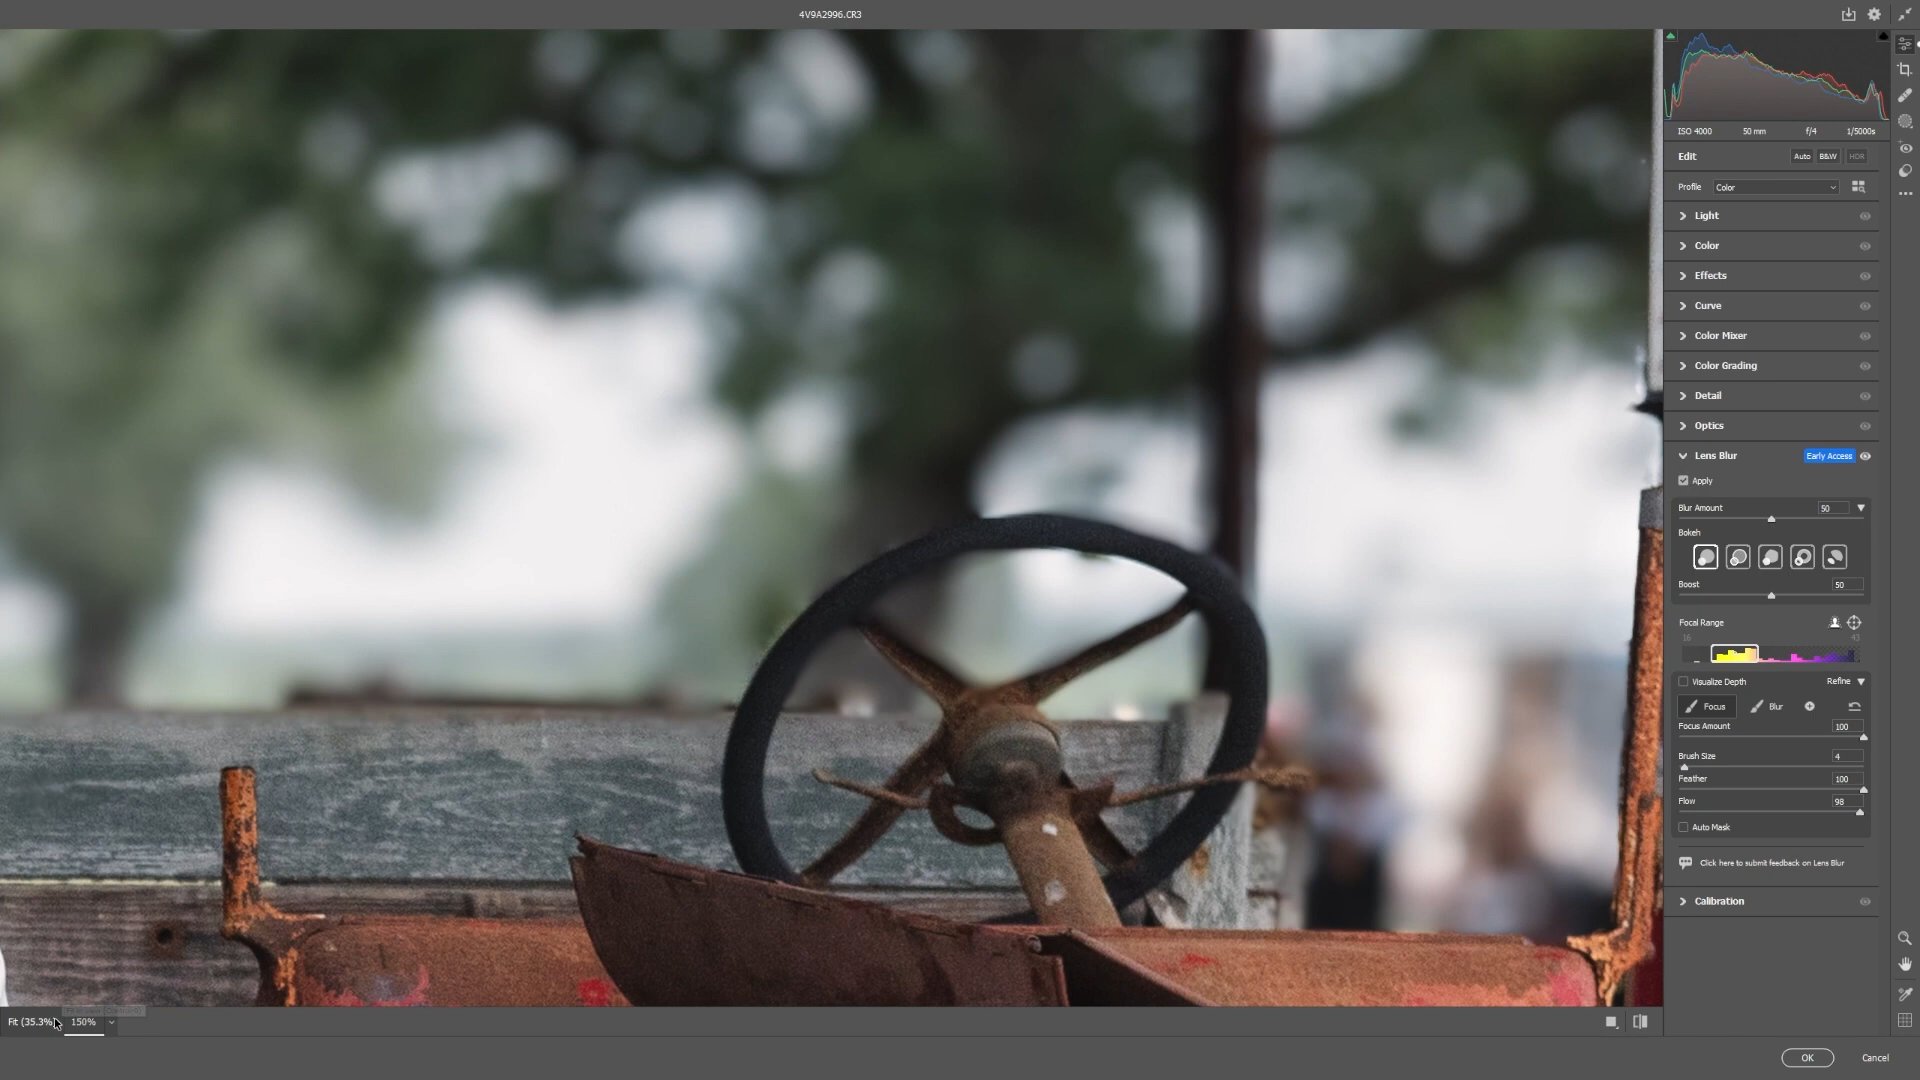 4V9A2996.CR3
ISO 4000 50 mm f/4 1/5000s
Edit Auto B&W HDR
Profile Color
Light
Color
Effects
Curve
Color Mixer
Color Grading
Detail
Optics
Lens Blur Early Access
Apply
Blur Amount 50
Bokeh
Boost 50
Focal Range
16 43
Visualize Depth Refine
Focus Blur
Focus Amount 100
Brush Size 4
Feather 100
Flow 98
Auto Mask
Click here to submit feedback on Lens Blur
Calibration
Fit (35.3%) 150%
OK Cancel